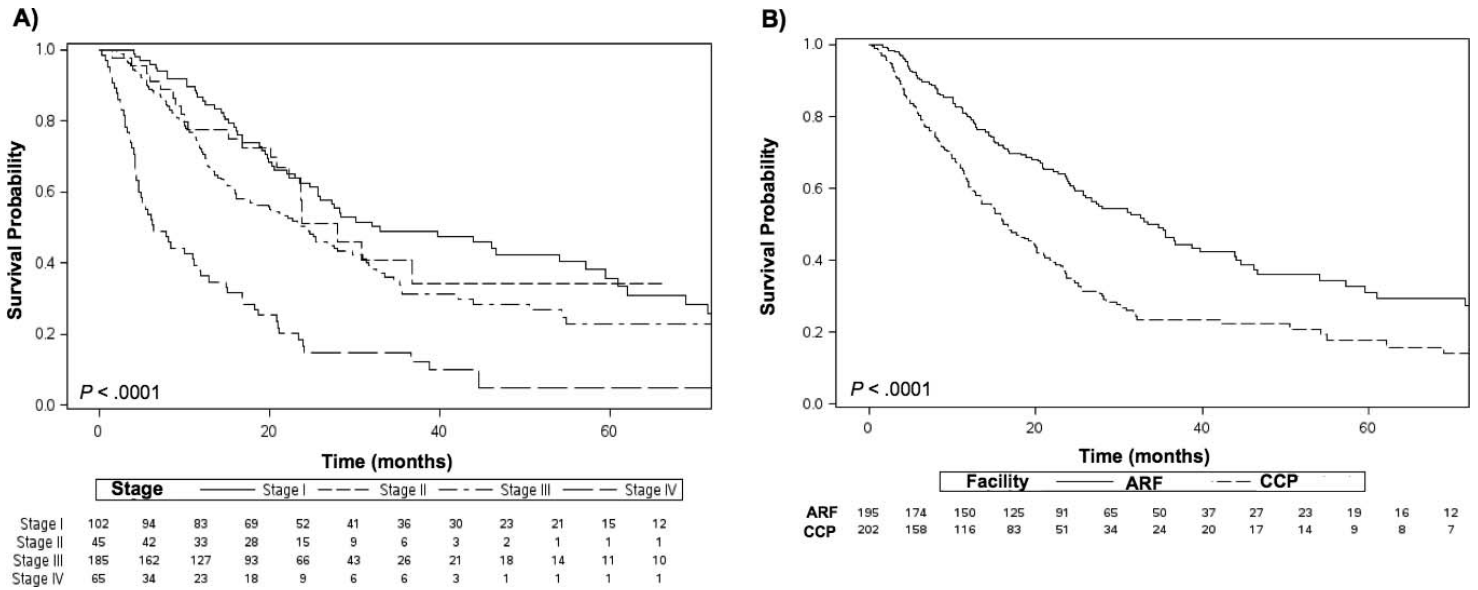 A)
B)
Survival Probability
1.0
0.8
0.6
0.4
0.2
0.0
P < .0001
0 20 40 60
Time (months)
Stage Stage I Stage II Stage III Stage IV
Stage I 102 94 83 69 52 41 36 30 23 21 15 12
Stage II 45 42 33 28 15 9 6 3 2 1 1 1
Stage III 185 162 127 93 66 43 26 21 18 14 11 10
Stage IV 65 34 23 18 9 6 6 3 1 1 1 1
Survival Probability
1.0
0.8
0.6
0.4
0.2
0.0
P < .0001
0 20 40 60
Time (months)
Facility ARF CCP
ARF 195 174 150 125 91 65 50 37 27 23 19 16 12
CCP 202 158 116 83 51 34 24 20 17 14 9 8 7